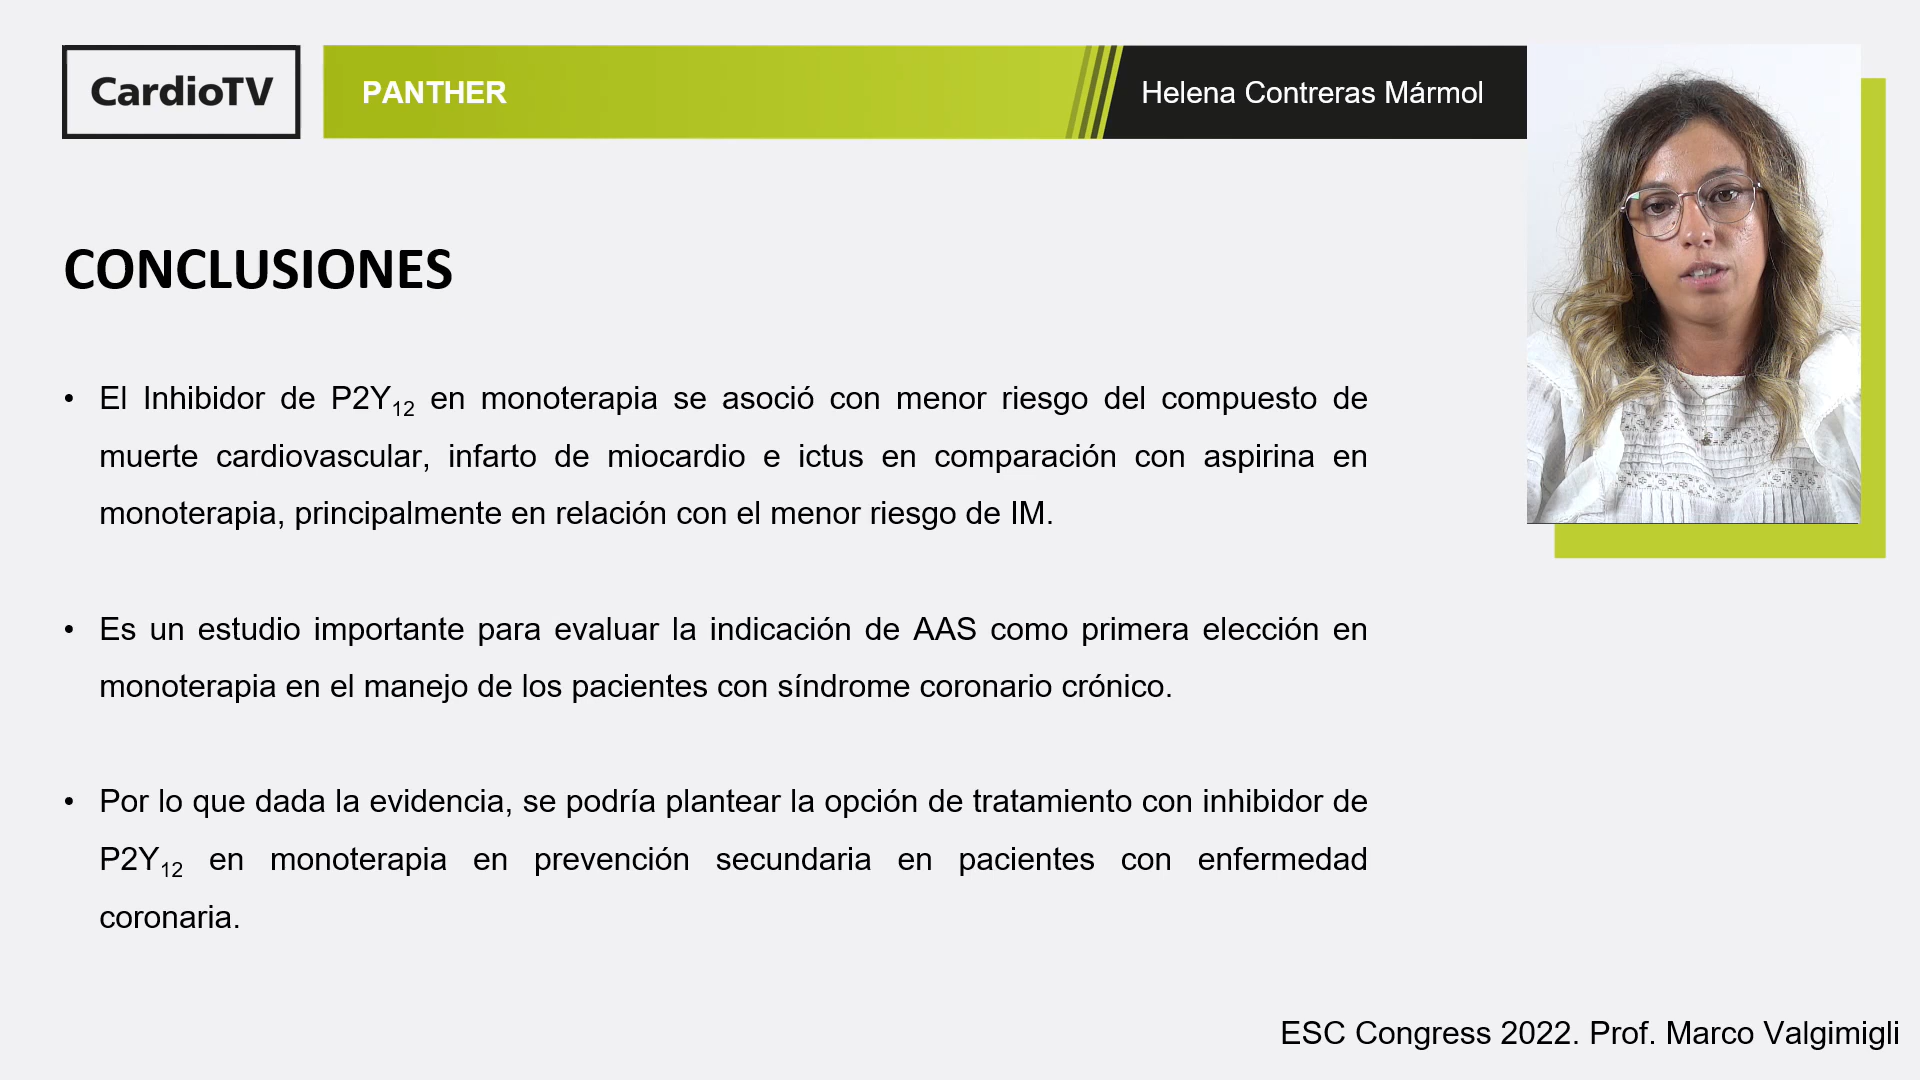 CardioTV
PANTHER
Helena Contreras Mármol
CONCLUSIONES
• El Inhibidor de P2Y12 en monoterapia se asoció con menor riesgo del compuesto de
muerte cardiovascular, infarto de miocardio e ictus en comparación con aspirina en
monoterapia, principalmente en relación con el menor riesgo de IM.
• Es un estudio importante para evaluar la indicación de AAS como primera elección en
monoterapia en el manejo de los pacientes con síndrome coronario crónico.
• Por lo que dada la evidencia, se podría plantear la opción de tratamiento con inhibidor de
P2Y12 en monoterapia en prevención secundaria en pacientes con enfermedad
coronaria.
ESC Congress 2022. Prof. Marco Valgimigli